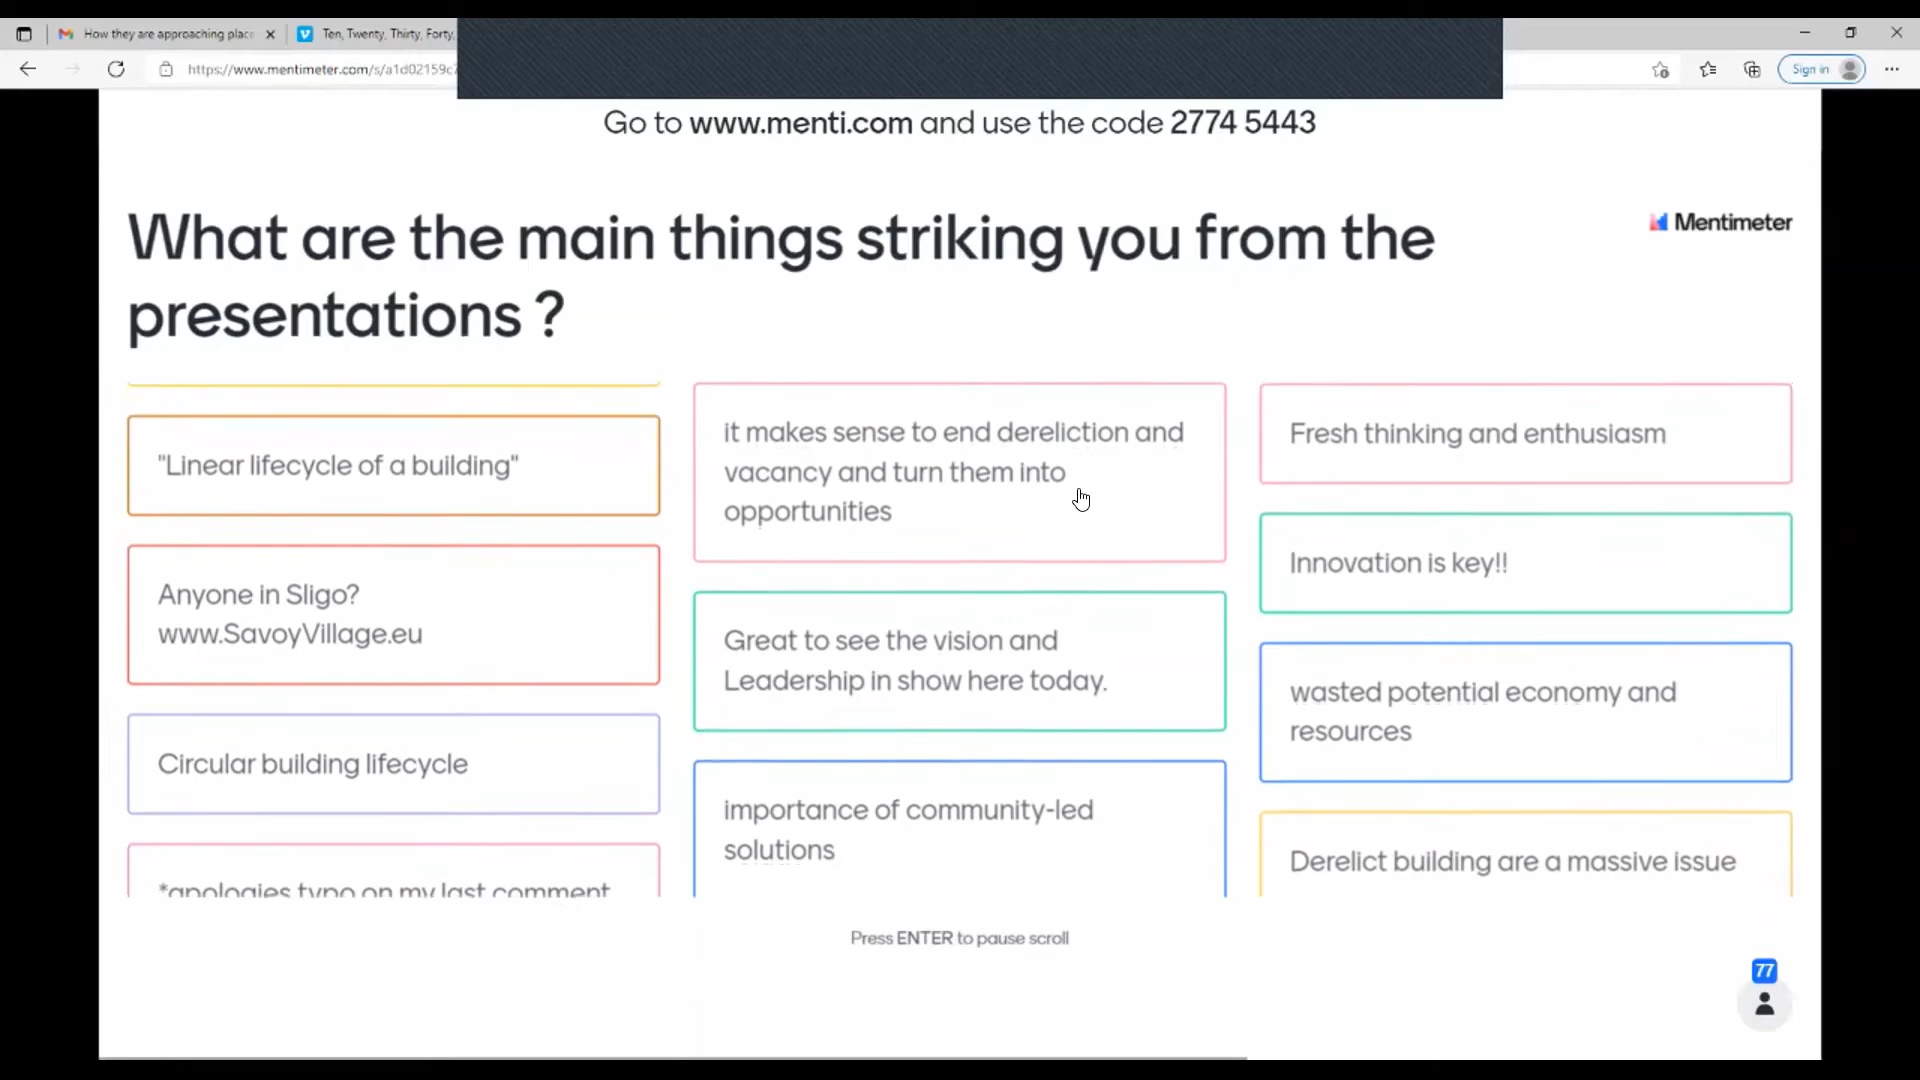 How they are approaching place
Ten, Twenty, Thirty, Forty,
https://www.mentimeter.com/s/a1d02159c
Sign in
Go to www.menti.com and use the code 2774 5443
What are the main things striking you from the
presentations ?
Mentimeter
"Linear lifecycle of a building"
Anyone in Sligo?
www.SavoyVillage.eu
Circular building lifecycle
*apologies typo on my last comment
it makes sense to end dereliction and
vacancy and turn them into
opportunities
Great to see the vision and
Leadership in show here today.
importance of community-led
solutions
Fresh thinking and enthusiasm
Innovation is key!!
wasted potential economy and
resources
Derelict building are a massive issue
Press ENTER to pause scroll
77